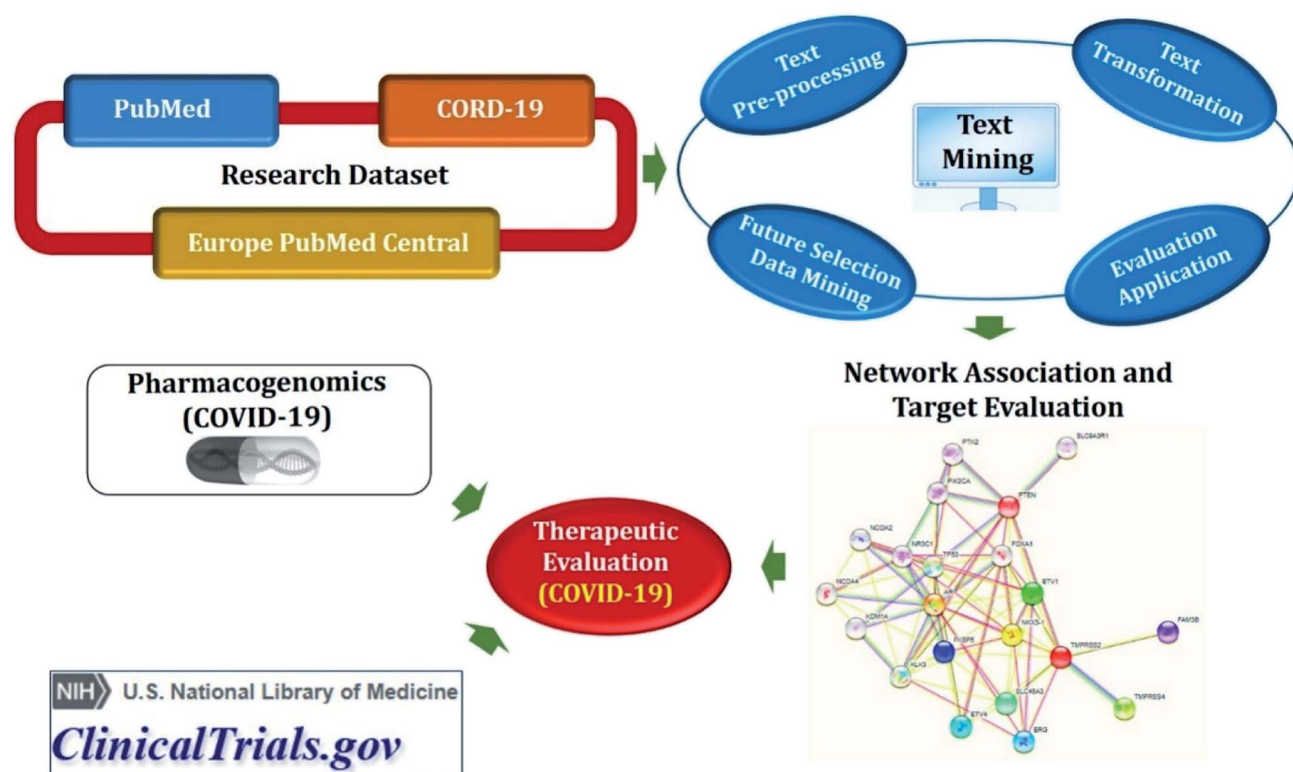 PubMed
CORD-19
Research Dataset
Europe PubMed Central
Text
Pre-processing
Text
Transformation
Text
Mining
Future Selection
Data Mining
Evaluation
Application
Pharmacogenomics
(COVID-19)
Network Association and
Target Evaluation
Therapeutic
Evaluation
(COVID-19)
PTK2
SLC9A3R1
PIK3CA
PTEN
NCOA2
NR3C1
TP53
FOXA1
NCOA4
AR
ETV1
KDM1A
NKX3-1
FAM3B
FKBP5
TMPRSS2
KLK3
SLC45A3
TMPRSS4
ETV4
ERG
NIH U.S. National Library of Medicine
ClinicalTrials.gov